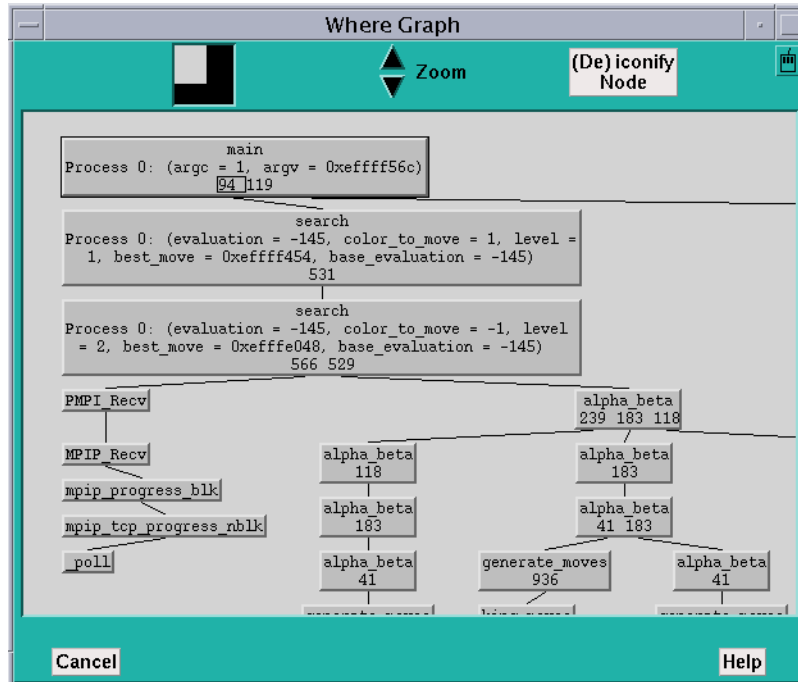 Where Graph
Zoom
(De) iconify
Node
main
Process 0: (argc = 1, argv = 0xeffff56c)
94 119
search
Process 0: (evaluation = -145, color_to_move = 1, level =
1, best_move = 0xeffff454, base_evaluation = -145)
531
search
Process 0: (evaluation = -145, color_to_move = -1, level
= 2, best_move = 0xefffe048, base_evaluation = -145)
566 529
PMPI_Recv
alpha_beta
239 183 118
MPIP_Recv
alpha_beta
118
alpha_beta
183
mpip_progress_blk
mpip_tcp_progress_nblk
alpha_beta
183
alpha_beta
41 183
_poll
alpha_beta
41
generate_moves
936
alpha_beta
41
Cancel
Help